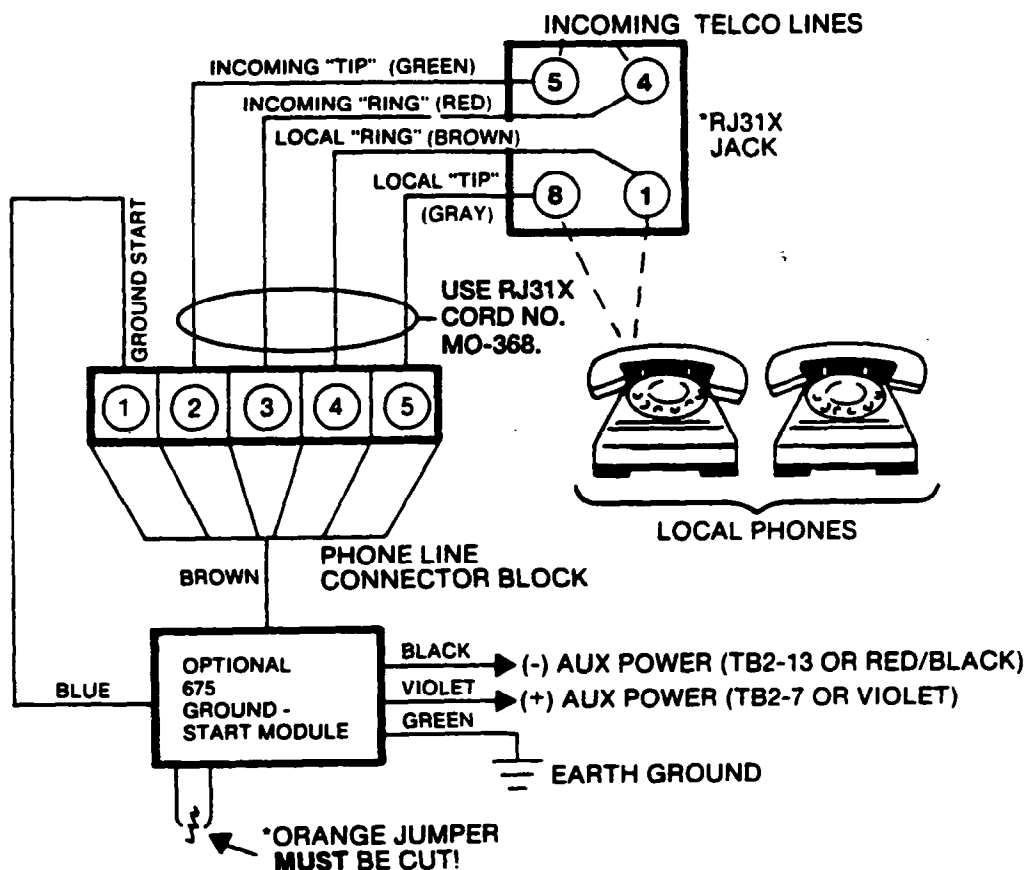 INCOMING TELCO LINES
INCOMING "TIP" (GREEN)
5
4
INCOMING "RING" (RED)
*RJ31X
JACK
LOCAL "RING" (BROWN)
LOCAL "TIP"
(GRAY)
8
1
GROUND START
USE RJ31X
CORD NO.
MO-368.
1
2
3
4
5
LOCAL PHONES
PHONE LINE
CONNECTOR BLOCK
BROWN
OPTIONAL
675
GROUND -
START MODULE
BLUE
BLACK
(-) AUX POWER (TB2-13 OR RED/BLACK)
VIOLET
(+) AUX POWER (TB2-7 OR VIOLET)
GREEN
EARTH GROUND
*ORANGE JUMPER
MUST BE CUT!